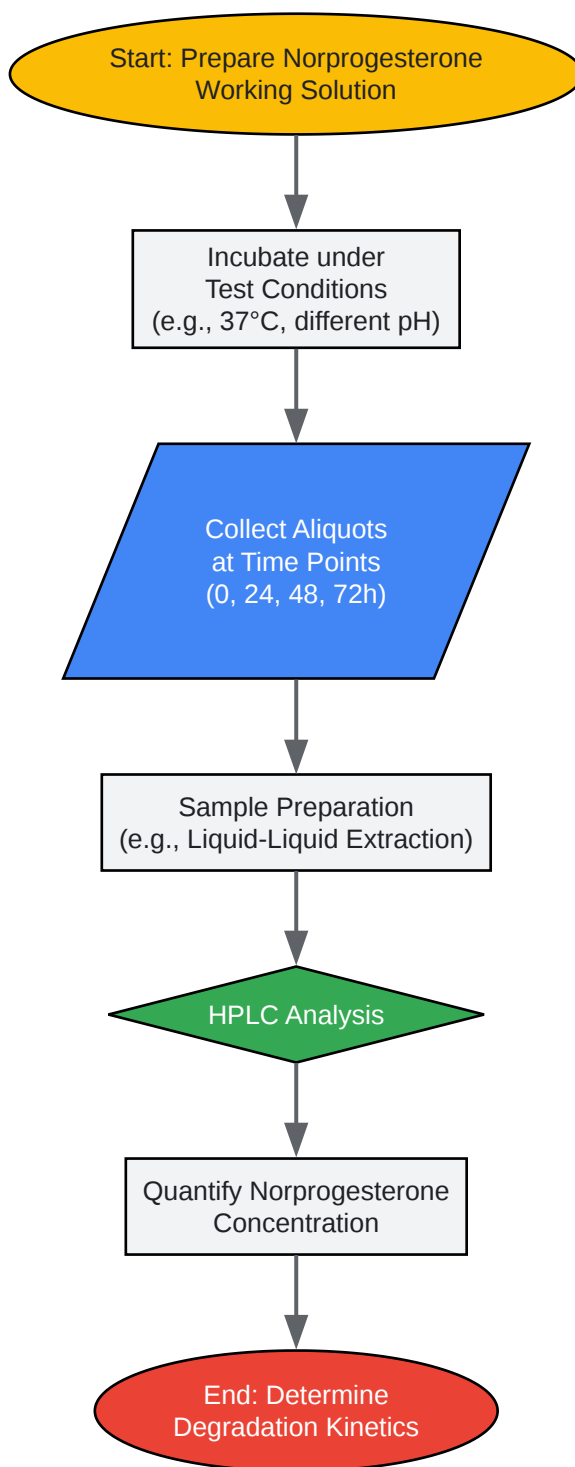 Start: Prepare Norprogesterone
Working Solution
Incubate under
Test Conditions
(e.g., 37°C, different pH)
Collect Aliquots
at Time Points
(0, 24, 48, 72h)
Sample Preparation
(e.g., Liquid-Liquid Extraction)
HPLC Analysis
Quantify Norprogesterone
Concentration
End: Determine
Degradation Kinetics